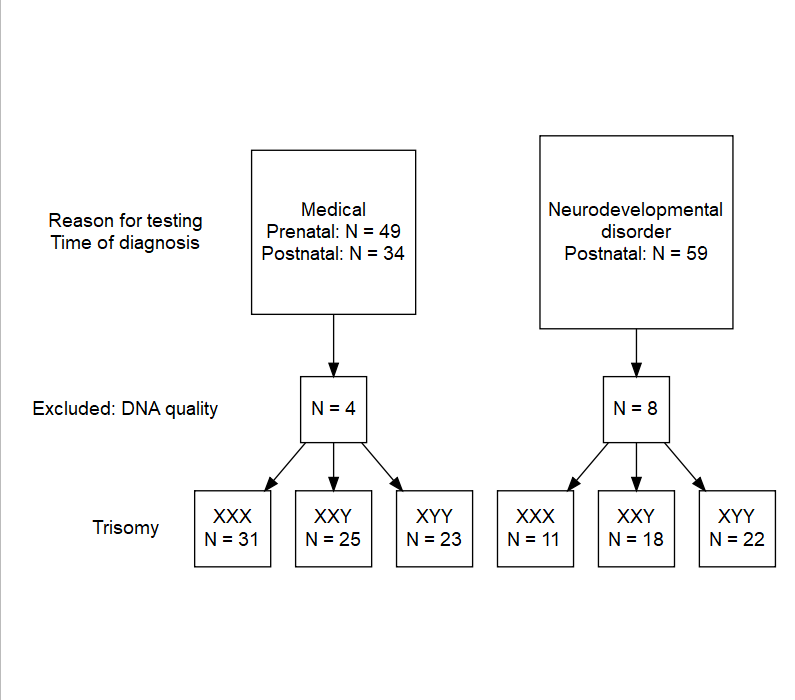 Reason for testing
Time of diagnosis
Medical
Prenatal: N = 49
Postnatal: N = 34
Neurodevelopmental
disorder
Postnatal: N = 59
Excluded: DNA quality
N = 4
N = 8
Trisomy
XXX
N = 31
XXY
N = 25
XYY
N = 23
XXX
N = 11
XXY
N = 18
XYY
N = 22